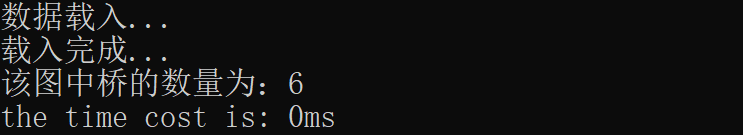 数据载入...
载入完成...
该图中桥的数量为：6
the time cost is: 0ms